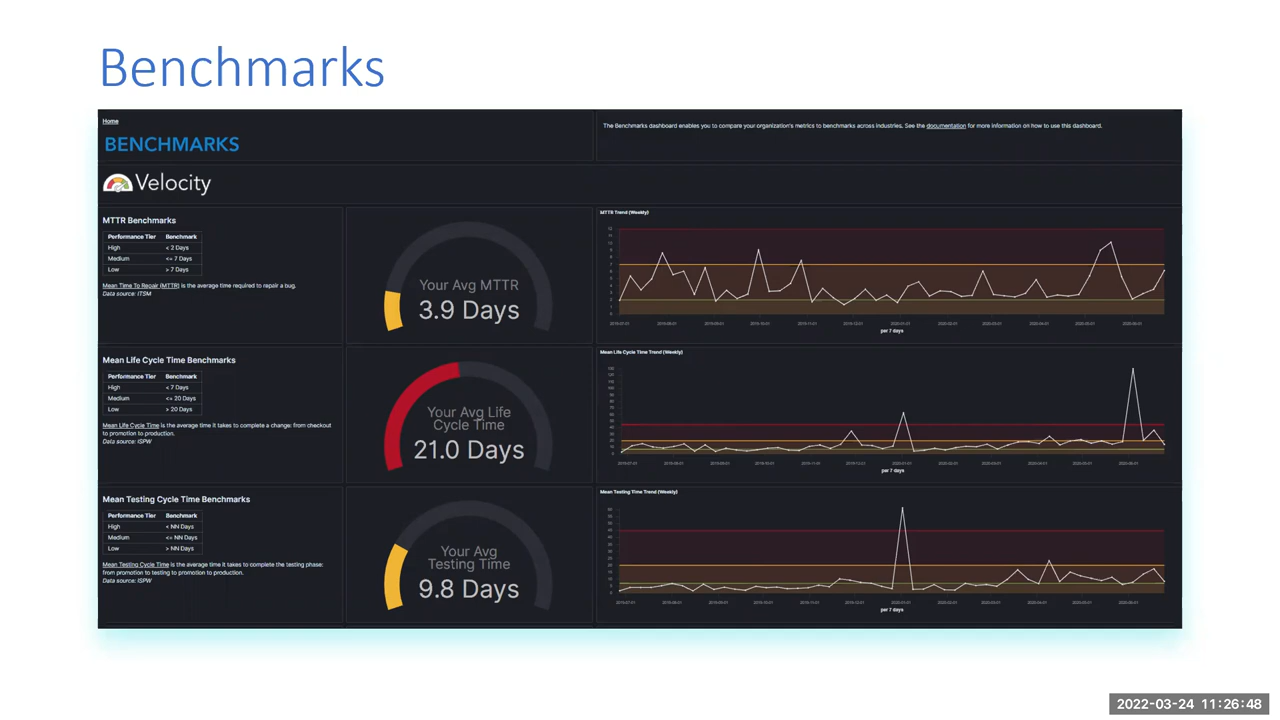 Benchmarks
Home
BENCHMARKS
The Benchmarks dashboard enables you to compare your organization's metrics to benchmarks across industries. See the documentation for more information on how to use this dashboard.
Velocity
MTTR Benchmarks
Performance Tier Benchmark
High < 2 Days
Medium <= 7 Days
Low > 7 Days
Mean Time To Repair (MTTR) is the average time required to repair a bug.
Data source: ITSM
Your Avg MTTR
3.9 Days
MTTR Trend (Weekly)
per 7 days
Mean Life Cycle Time Benchmarks
Performance Tier Benchmark
High < 7 Days
Medium <= 20 Days
Low > 20 Days
Mean Life Cycle Time is the average time it takes to complete a change: from checkout
to promotion to production.
Data source: ISPW
Your Avg Life
Cycle Time
21.0 Days
Mean Life Cycle Time Trend (Weekly)
per 7 days
Mean Testing Cycle Time Benchmarks
Performance Tier Benchmark
High < NN Days
Medium <= NN Days
Low > NN Days
Mean Testing Cycle Time is the average time it takes to complete the testing phase:
from promotion to testing to promotion to production.
Data source: ISPW
Your Avg
Testing Time
9.8 Days
Mean Testing Time Trend (Weekly)
per 7 days
2022-03-24 11:26:48